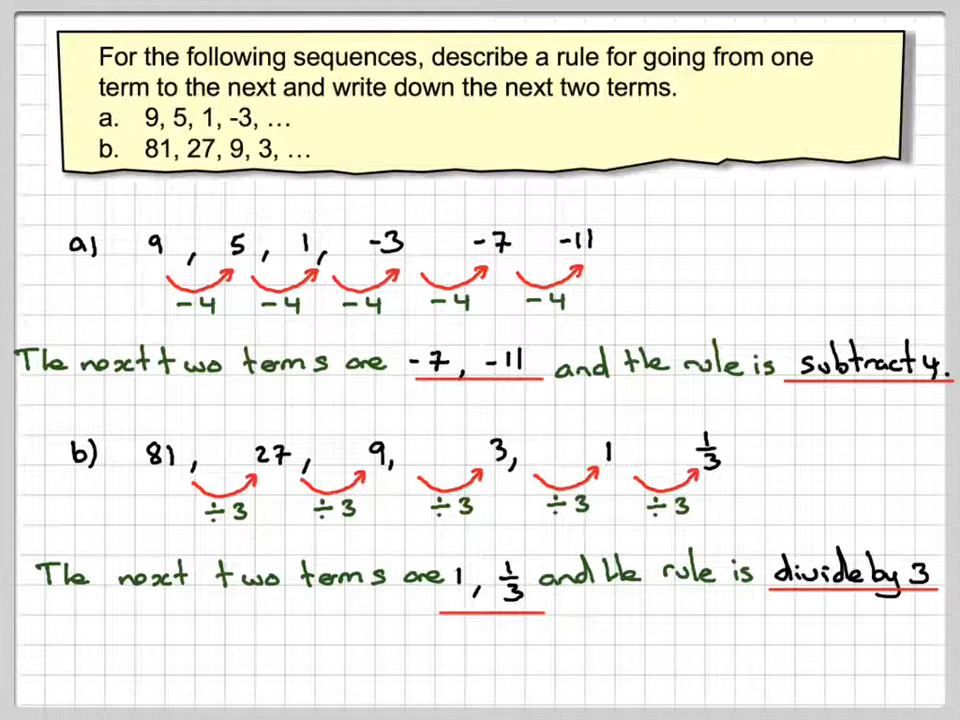 For the following sequences, describe a rule for going from one
term to the next and write down the next two terms.
a. 9, 5, 1, -3, …
b. 81, 27, 9, 3, …
a) 9 , 5 , 1, -3 -7 -11
-4 -4 -4 -4 -4
The next two terms are -7, -11 and the rule is subtract 4.
b) 81 , 27 , 9, 3, 1 1/3
÷3 ÷3 ÷3 ÷3 ÷3
The next two terms are 1, 1/3 and the rule is divide by 3